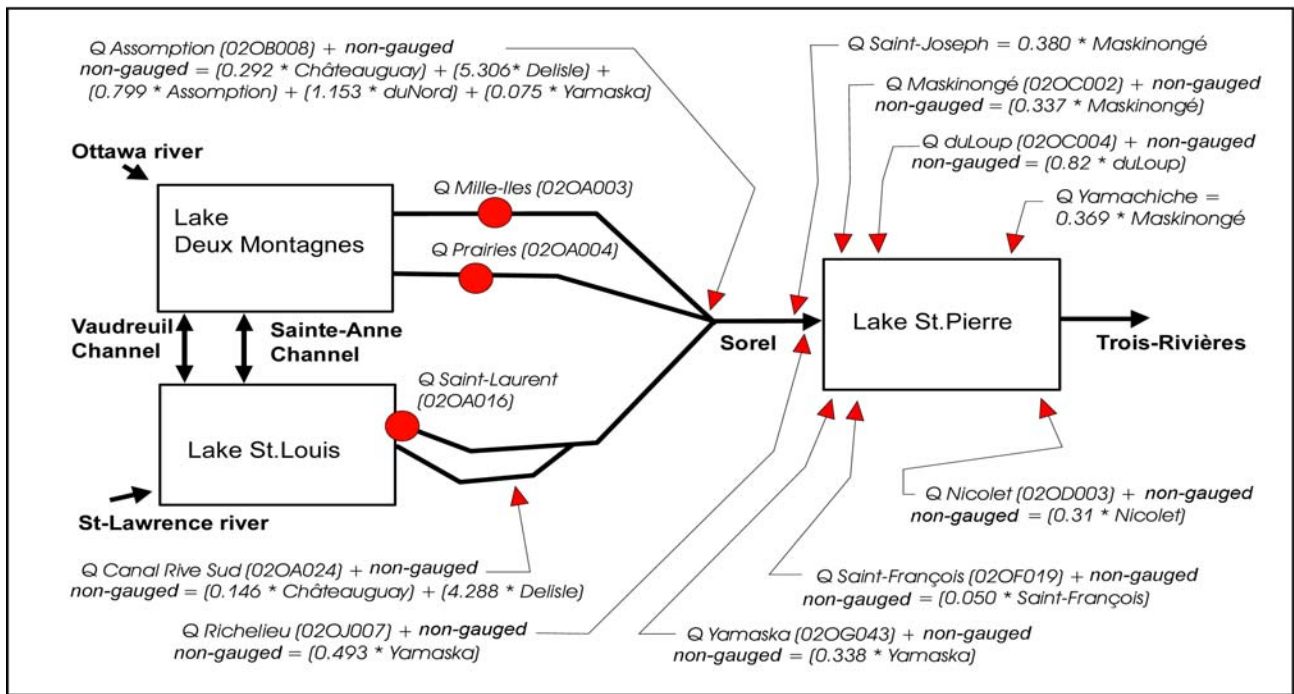 Q Assomption (02OB008) + non-gauged
non-gauged = (0.292 * Châteauguay) + (5.306* Delisle) +
(0.799 * Assomption) + (1.153 * duNord) + (0.075 * Yamaska)
Q Saint-Joseph = 0.380 * Maskinongé
Q Maskinongé (02OC002) + non-gauged
non-gauged = (0.337 * Maskinongé)
Q duLoup (02OC004) + non-gauged
non-gauged = (0.82 * duLoup)
Q Yamachiche =
0.369 * Maskinongé
Ottawa river
Lake
Deux Montagnes
Q Mille-Iles (02OA003)
Q Prairies (02OA004)
Vaudreuil
Channel
Sainte-Anne
Channel
Sorel
Lake St.Pierre
Trois-Rivières
Q Saint-Laurent
(02OA016)
Lake St.Louis
St-Lawrence river
Q Nicolet (02OD003) + non-gauged
non-gauged = (0.31 * Nicolet)
Q Canal Rive Sud (02OA024) + non-gauged
non-gauged = (0.146 * Châteauguay) + (4.288 * Delisle)
Q Saint-François (02OF019) + non-gauged
non-gauged = (0.050 * Saint-François)
Q Richelieu (02OJ007) + non-gauged
non-gauged = (0.493 * Yamaska)
Q Yamaska (02OG043) + non-gauged
non-gauged = (0.338 * Yamaska)